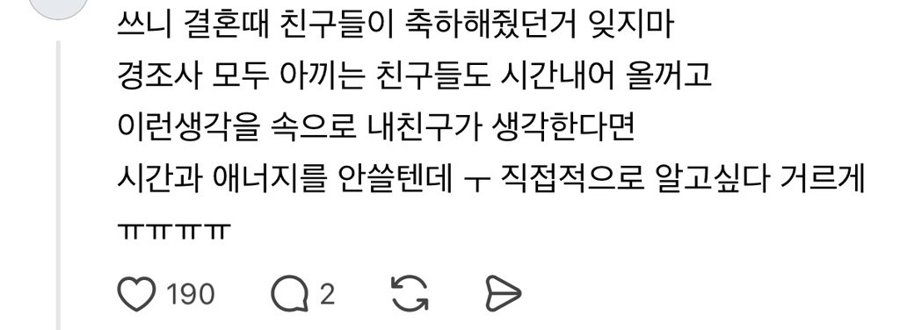 쓰니 결혼때 친구들이 축하해줬던거 잊지마
경조사 모두 아끼는 친구들도 시간내어 올꺼고
이런생각을 속으로 내친구가 생각한다면
시간과 애너지를 안쓸텐데 ㅜ 직접적으로 알고싶다 거르게
ㅠㅠㅠㅠ
190 2